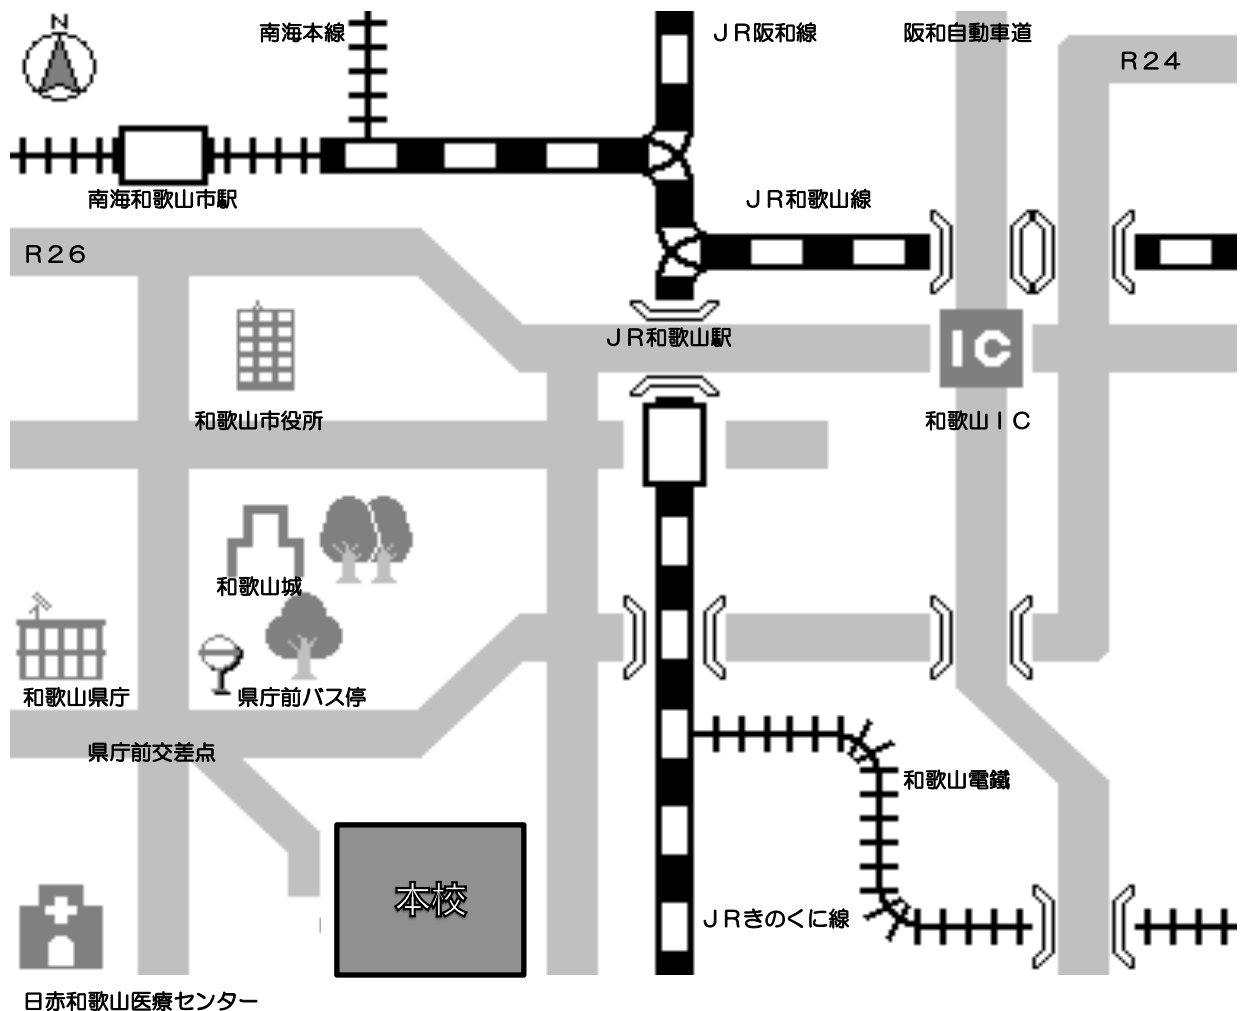 N
南海本線
ＪＲ阪和線
阪和自動車道
Ｒ２４
南海和歌山市駅
ＪＲ和歌山線
Ｒ２６
ＪＲ和歌山駅
IC
和歌山市役所
和歌山ＩＣ
和歌山城
和歌山県庁
県庁前バス停
県庁前交差点
和歌山電鐵
本校
ＪＲきのくに線
日赤和歌山医療センター